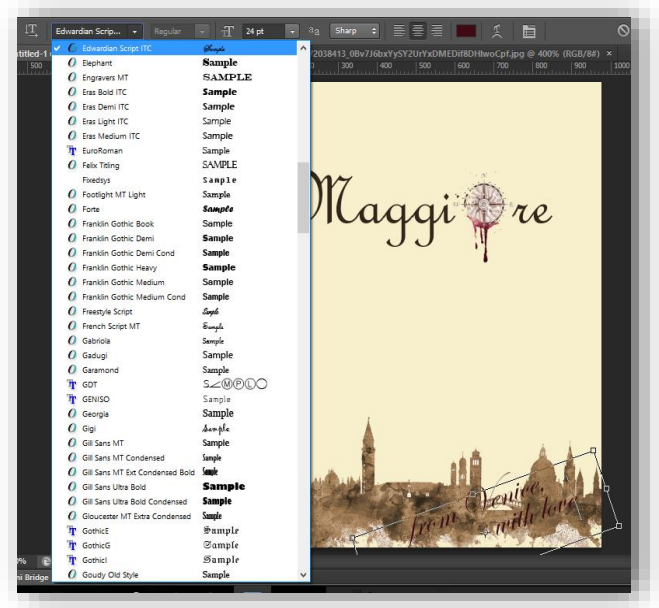 Edwardian Scrip... Regular 24 pt Sharp
/2038413_0Bv7J6bxYySY2UrYxDMEDif8DHIwoCpf.jpg @ 400% (RGB/8#) ×
500 300 400 500 600 700 800 900 1000
Edwardian Script ITC Sample
Elephant Sample
Engravers MT SAMPLE
Eras Bold ITC Sample
Eras Demi ITC Sample
Eras Light ITC Sample
Eras Medium ITC Sample
EuroRoman Sample
Felix Titling SAMPLE
Fixedsys Sample
Footlight MT Light Sample
Forte Sample
Franklin Gothic Book Sample
Franklin Gothic Demi Sample
Franklin Gothic Demi Cond Sample
Franklin Gothic Heavy Sample
Franklin Gothic Medium Sample
Franklin Gothic Medium Cond Sample
Freestyle Script Sample
French Script MT Sample
Gabriola Sample
Gadugi Sample
Garamond Sample
GDT
GENISO Sample
Georgia Sample
Gigi Sample
Gill Sans MT Sample
Gill Sans MT Condensed Sample
Gill Sans MT Ext Condensed Bold Sample
Gill Sans Ultra Bold Sample
Gill Sans Ultra Bold Condensed Sample
Gloucester MT Extra Condensed Sample
GothicE Sample
GothicG Sample
GothicI Sample
Goudy Old Style Sample
Maggi re
from Venice,
with love
ni Bridge